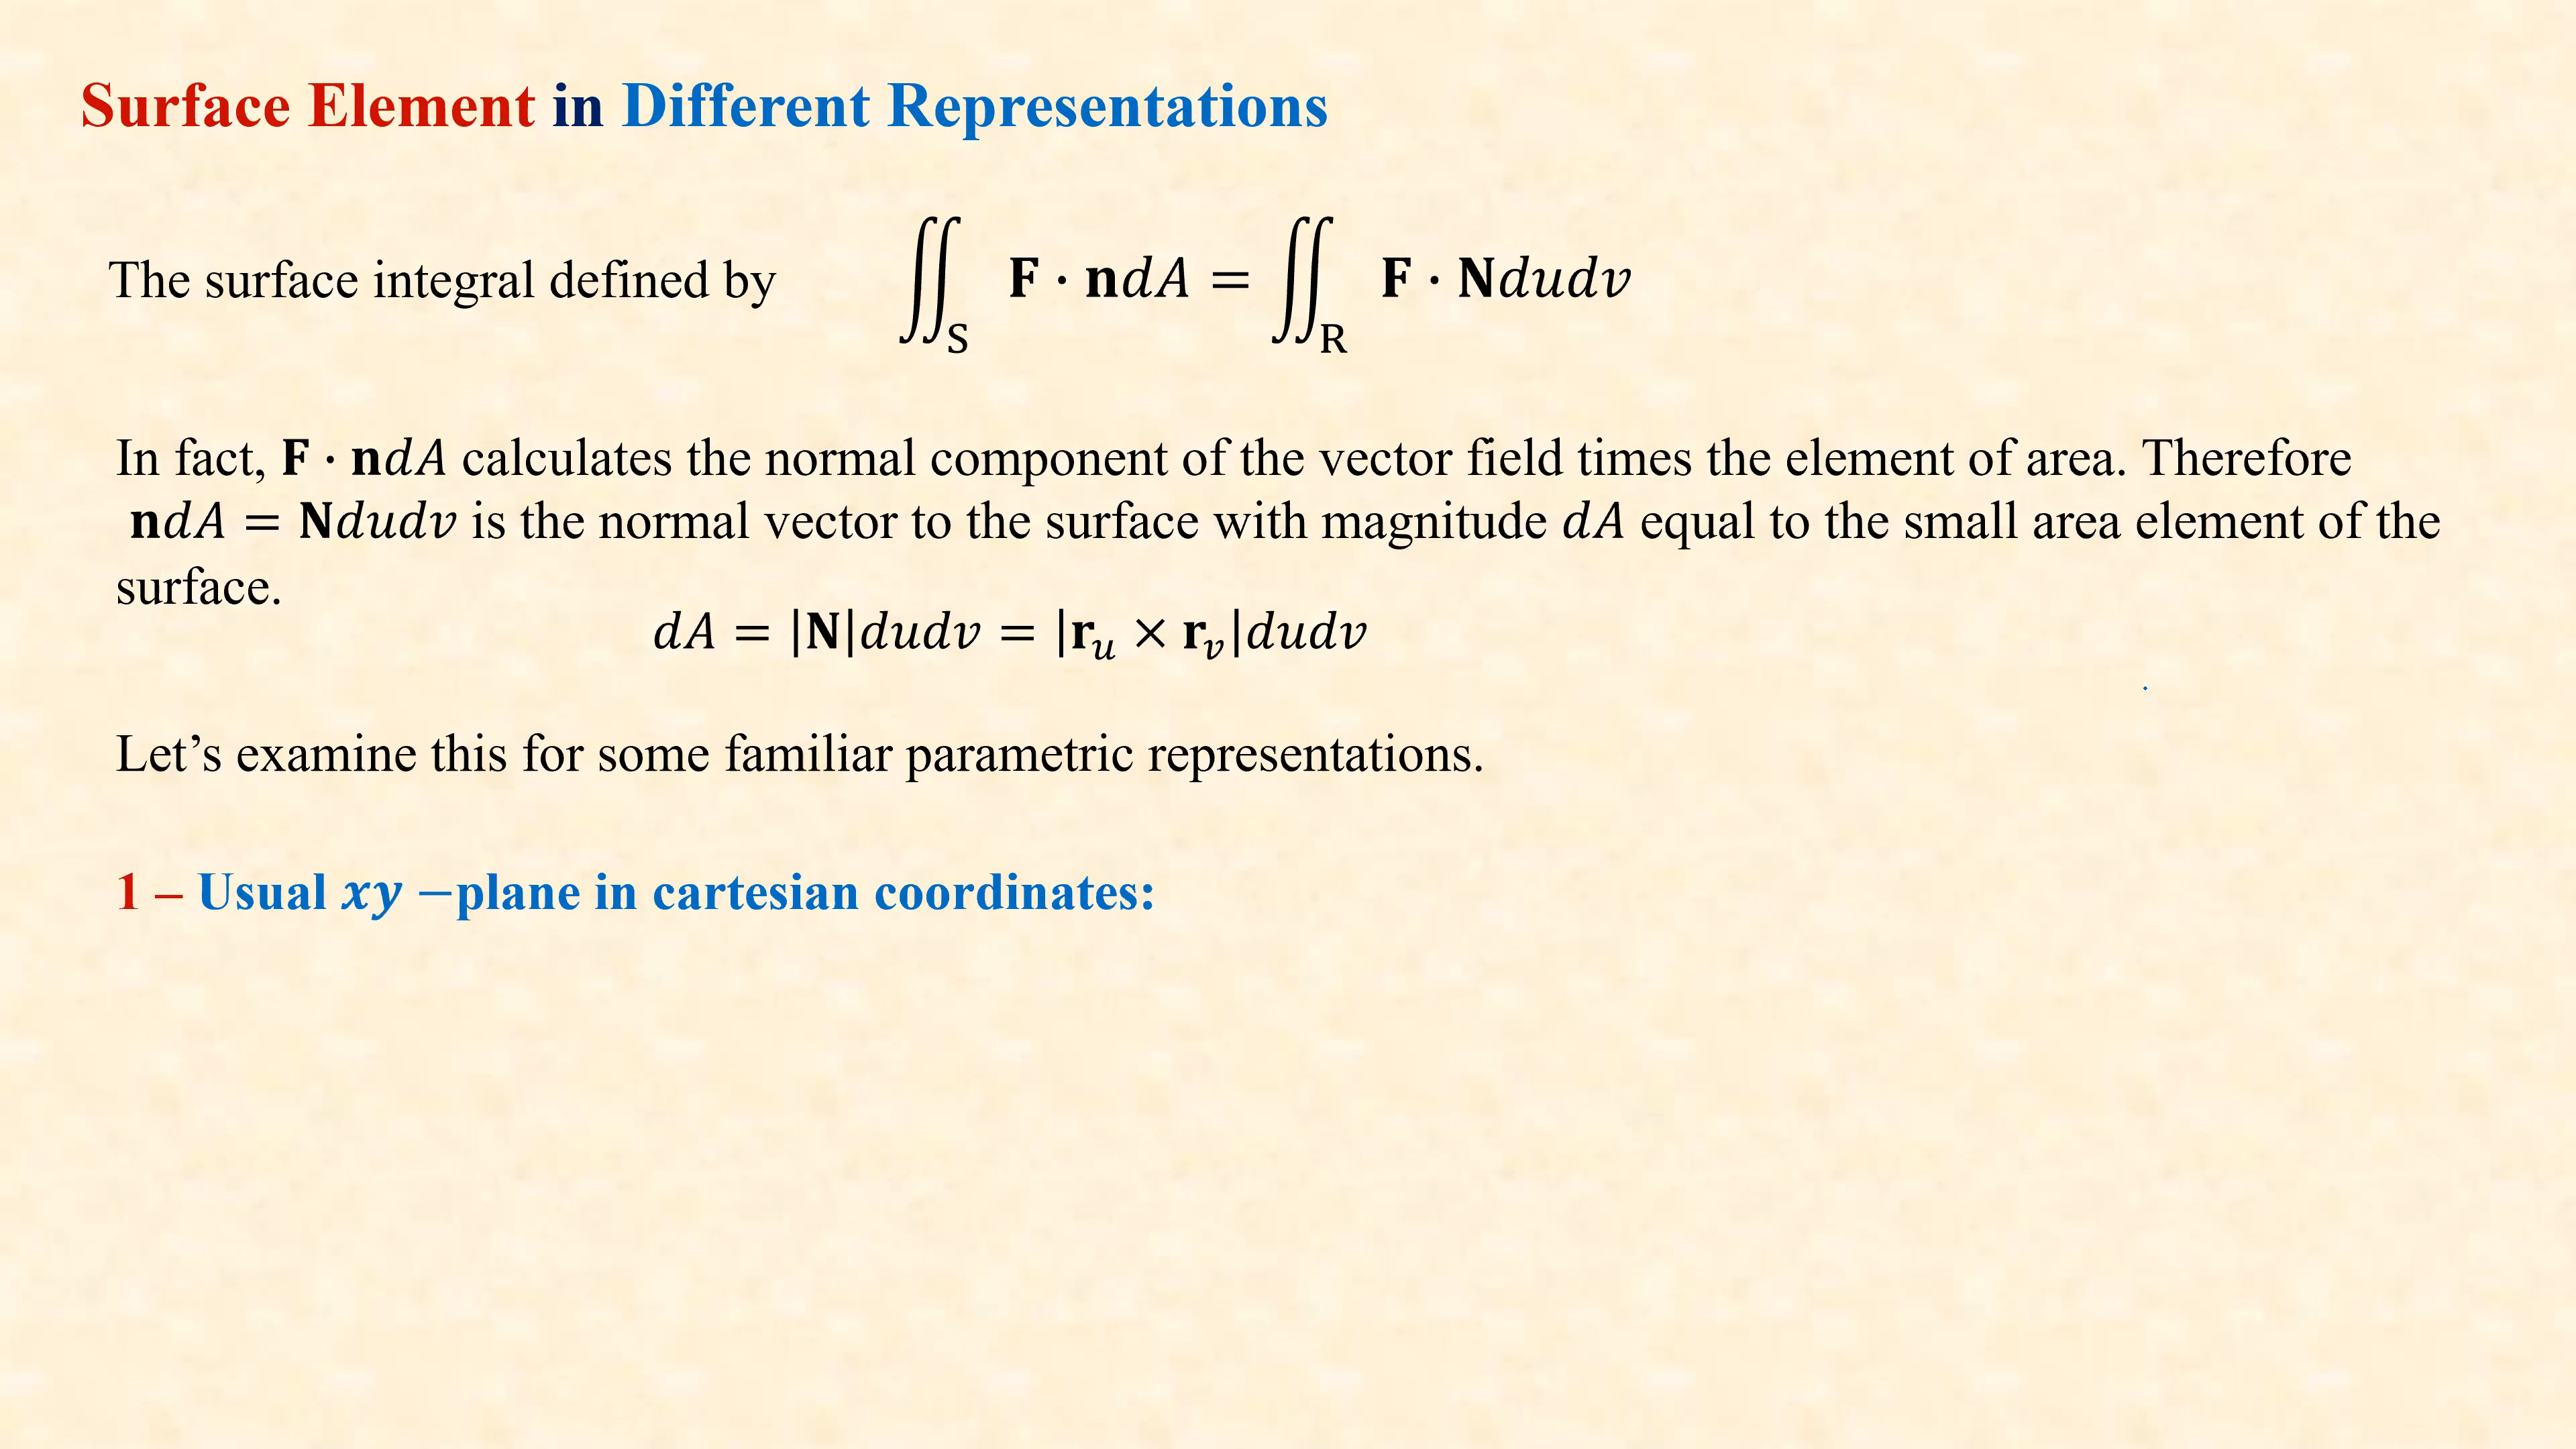 Surface Element in Different Representations
The surface integral defined by ∬_S 𝐅 · 𝐧𝑑𝐴 = ∬_R 𝐅 · 𝐍𝑑𝑢𝑑𝑣
In fact, 𝐅 · 𝐧𝑑𝐴 calculates the normal component of the vector field times the element of area. Therefore
𝐧𝑑𝐴 = 𝐍𝑑𝑢𝑑𝑣 is the normal vector to the surface with magnitude 𝑑𝐴 equal to the small area element of the
surface.
𝑑𝐴 = |𝐍|𝑑𝑢𝑑𝑣 = |𝐫_𝑢 × 𝐫_𝑣|𝑑𝑢𝑑𝑣
Let’s examine this for some familiar parametric representations.
1 – Usual 𝒙𝒚 −plane in cartesian coordinates: